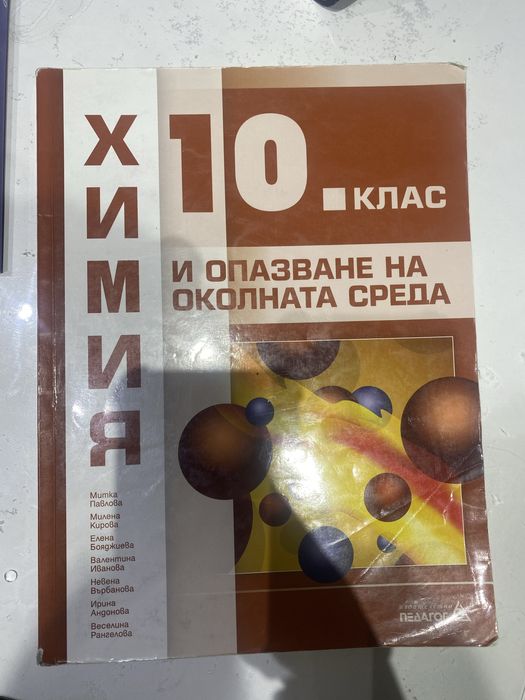 ХИМИЯ
10. КЛАС
И ОПАЗВАНЕ НА
ОКОЛНАТА СРЕДА
Митка
Павлова
Милена
Кирова
Елена
Бояджиева
Валентина
Иванова
Невена
Върбанова
Ирина
Андонова
Веселина
Рангелова
ИЗДАТЕЛСТВО
ПЕДАГОГ